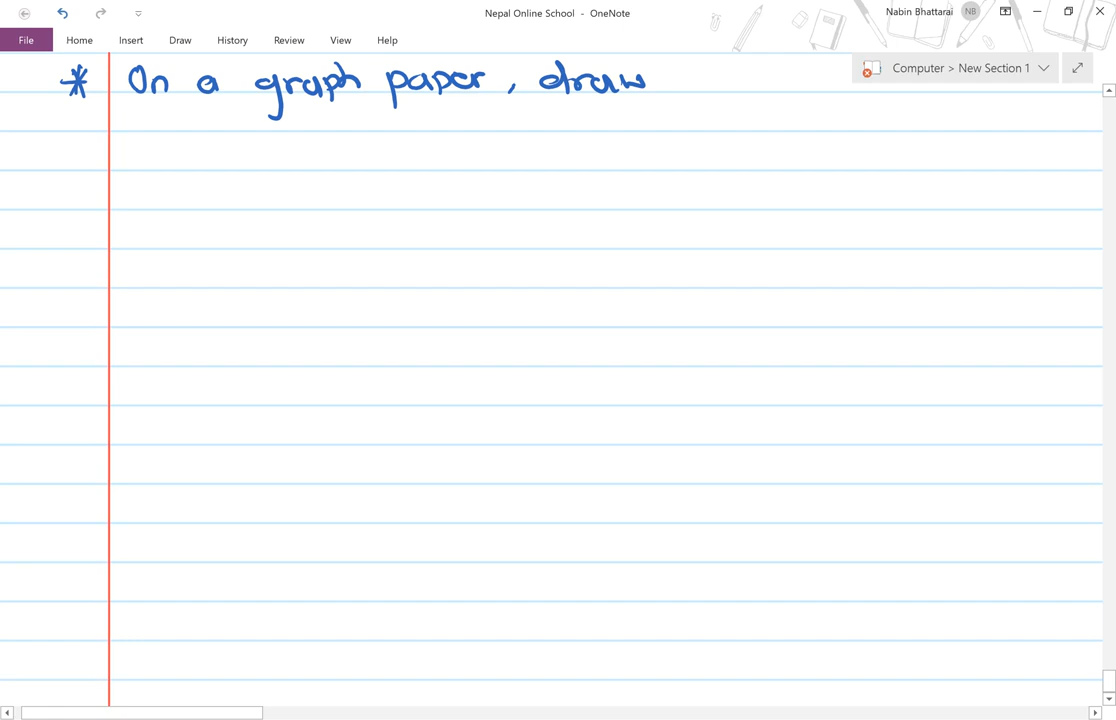 Nepal Online School - OneNote
Nabin Bhattarai NB
File Home Insert Draw History Review View Help
Computer > New Section 1
* On a graph paper, draw